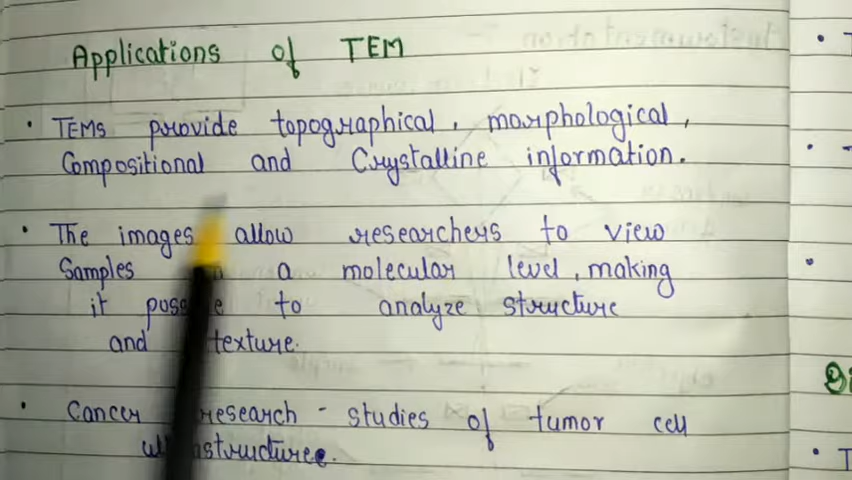 Applications of TEM
• TEMs provide topographical, morphological,
Compositional and Crystalline information.
• The images allow researchers to view
Samples a molecular level, making
it to analyze structure
and texture.
• Cancer research - studies of tumor cell